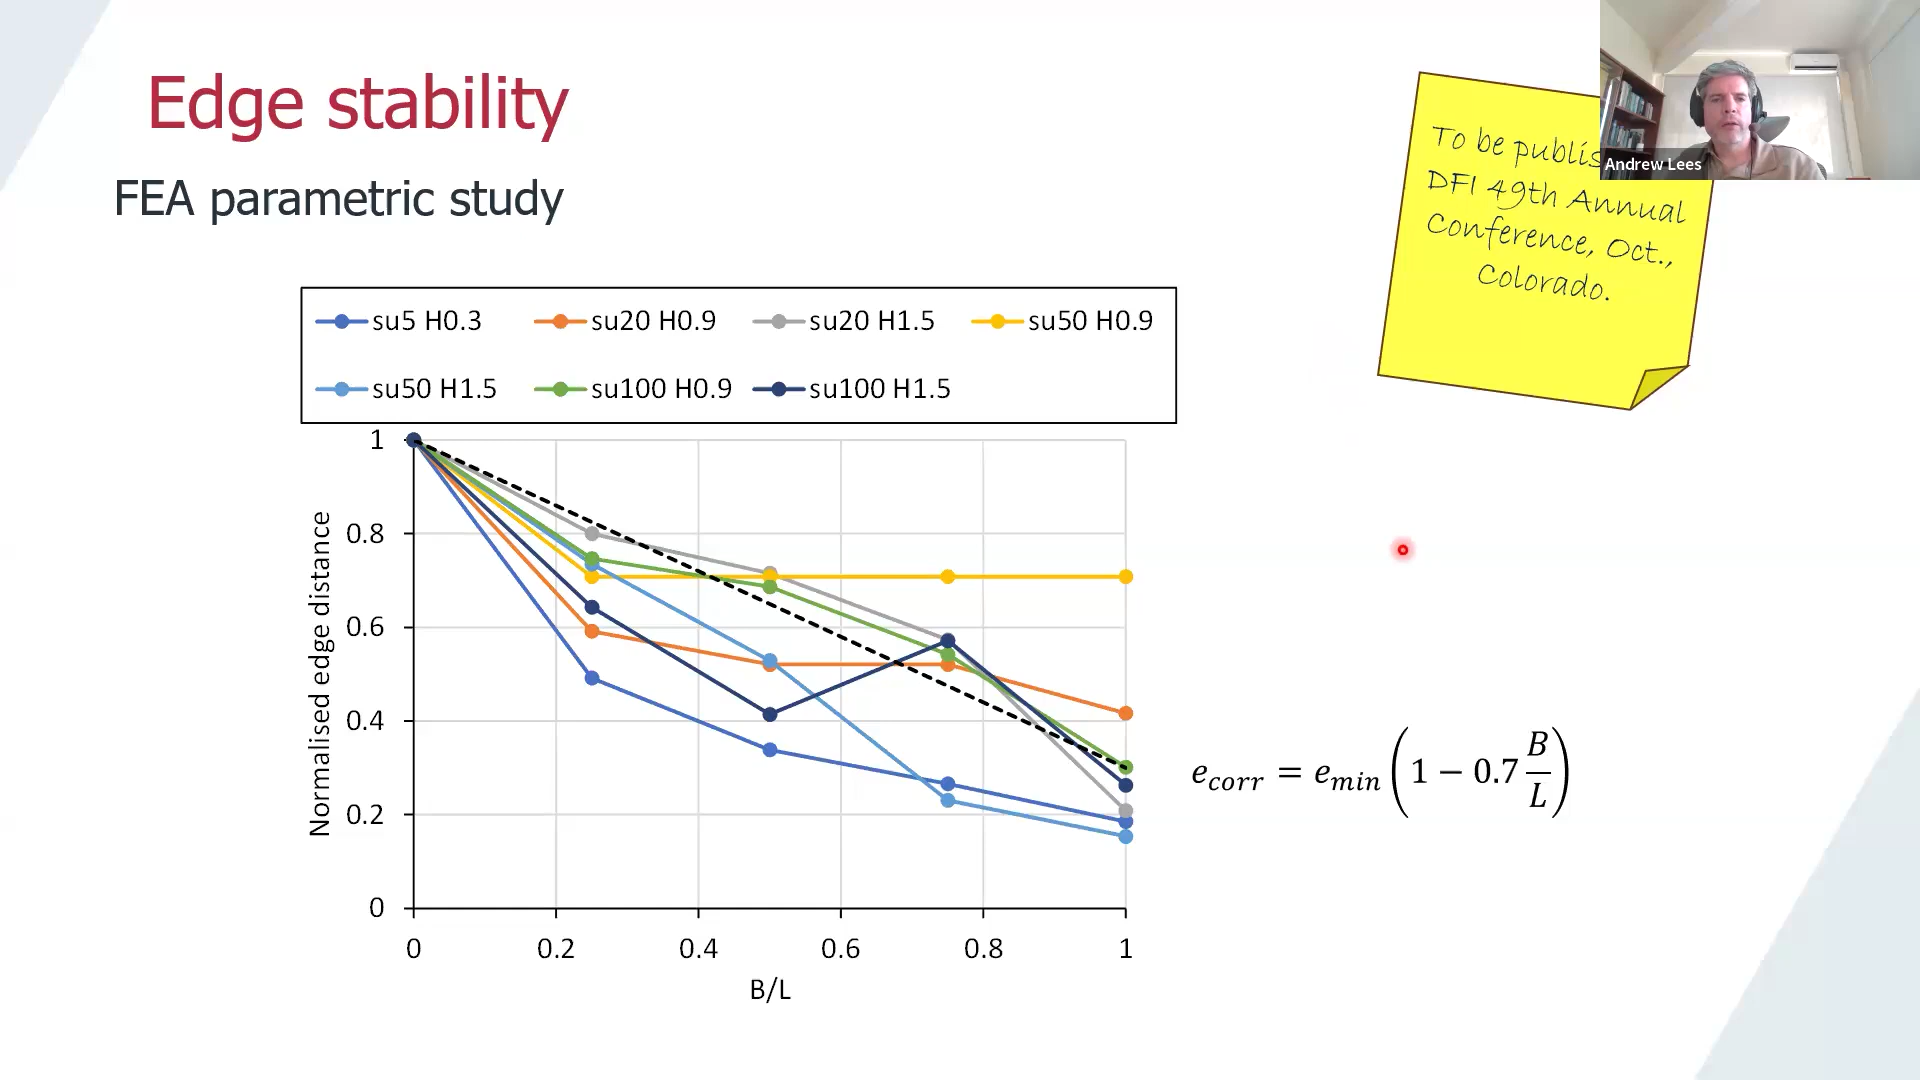 Edge stability
FEA parametric study
To be publis
DFI 49th Annual
Conference, Oct.,
Colorado.
Andrew Lees
su5 H0.3 su20 H0.9 su20 H1.5 su50 H0.9
su50 H1.5 su100 H0.9 su100 H1.5
Normalised edge distance
1
0.8
0.6
0.4
0.2
0
0 0.2 0.4 0.6 0.8 1
B/L
e_corr = e_min (1 − 0.7 B/L)